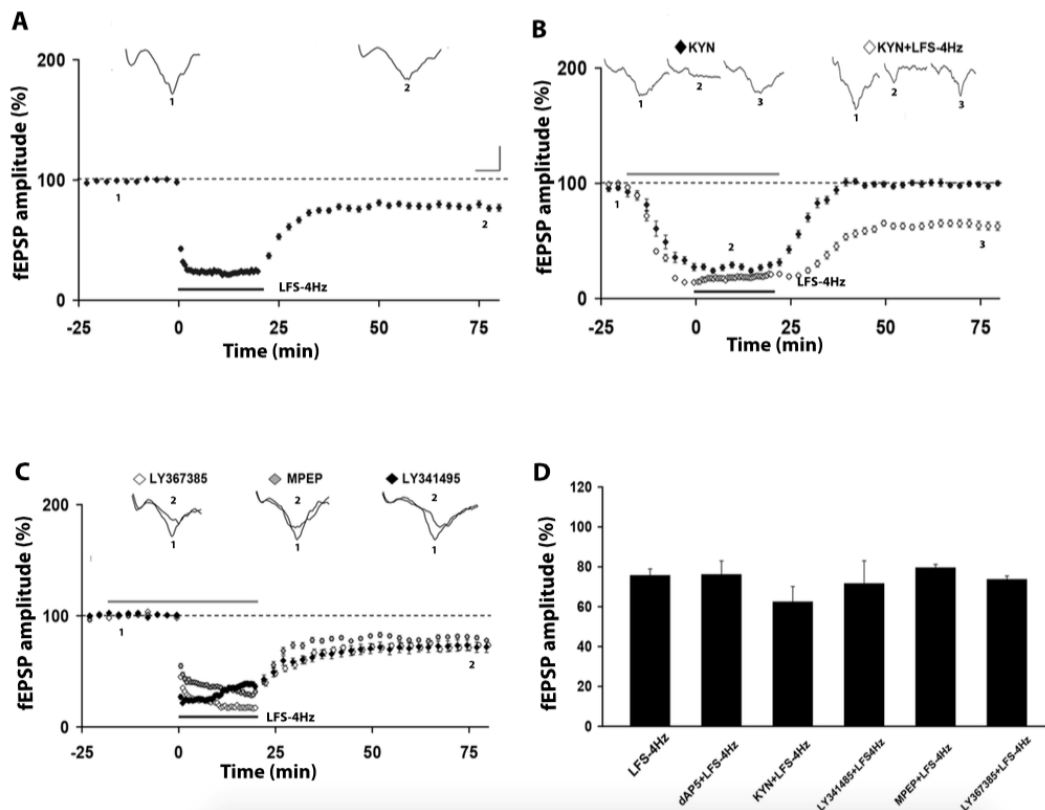 A
fEPSP amplitude (%)
200
100
0
1
2
1
2
LFS-4Hz
-25
0
25
50
75
Time (min)
B
KYN
KYN+LFS-4Hz
fEPSP amplitude (%)
200
100
0
1
2
3
1
2
3
1
2
3
LFS-4Hz
-25
0
25
50
75
Time (min)
C
LY367385
MPEP
LY341495
fEPSP amplitude (%)
200
100
0
2
1
2
1
2
1
1
2
LFS-4Hz
-25
0
25
50
75
Time (min)
D
fEPSP amplitude (%)
120
100
80
60
40
20
0
LFS-4Hz
dAP5+LFS-4Hz
KYN+LFS-4Hz
LY341485+LFS4Hz
MPEP+LFS-4Hz
LY367385+LFS-4Hz